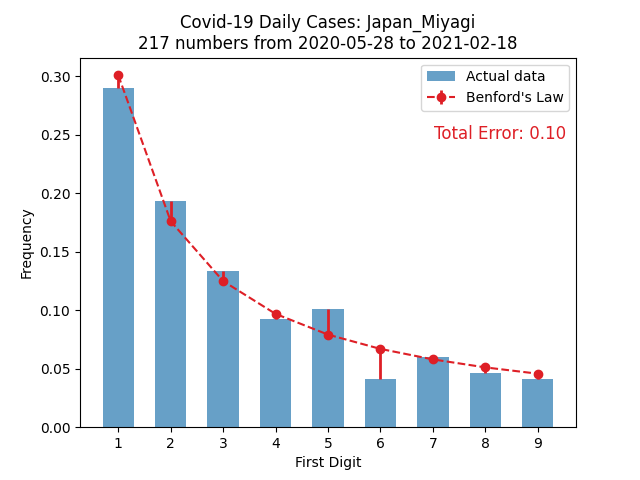 Covid-19 Daily Cases: Japan_Miyagi
217 numbers from 2020-05-28 to 2021-02-18
Actual data
Benford's Law
Total Error: 0.10
Frequency
0.30
0.25
0.20
0.15
0.10
0.05
0.00
1 2 3 4 5 6 7 8 9
First Digit